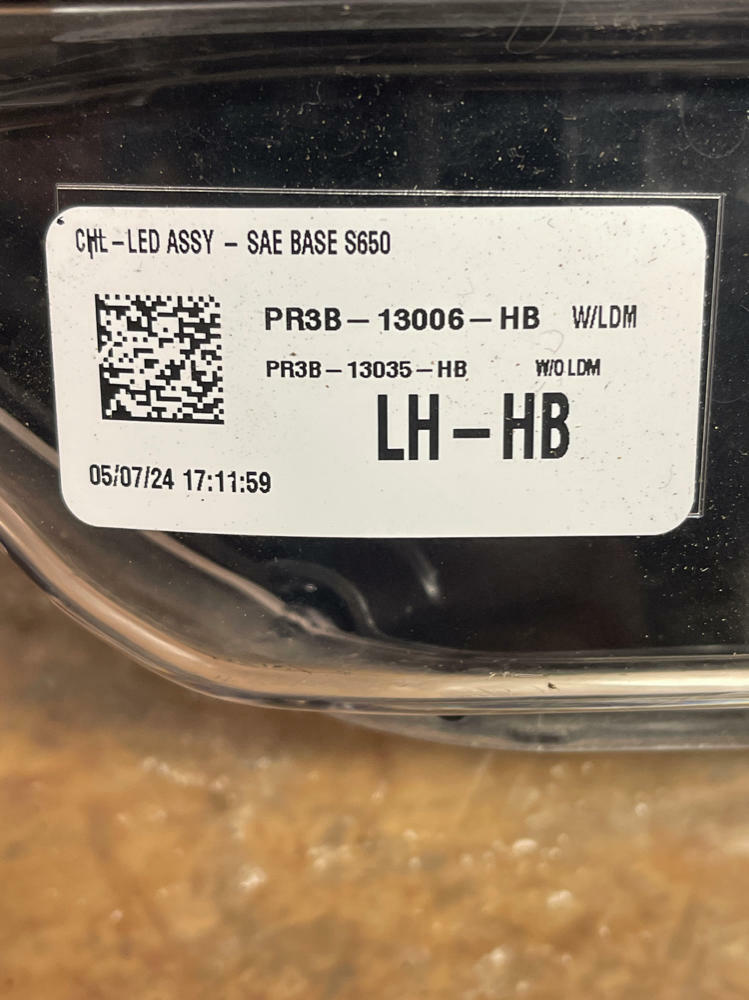 CHL-LED ASSY - SAE BASE S650
PR3B-13006-HB W/LDM
PR3B-13035-HB W/O LDM
LH-HB
05/07/24 17:11:59